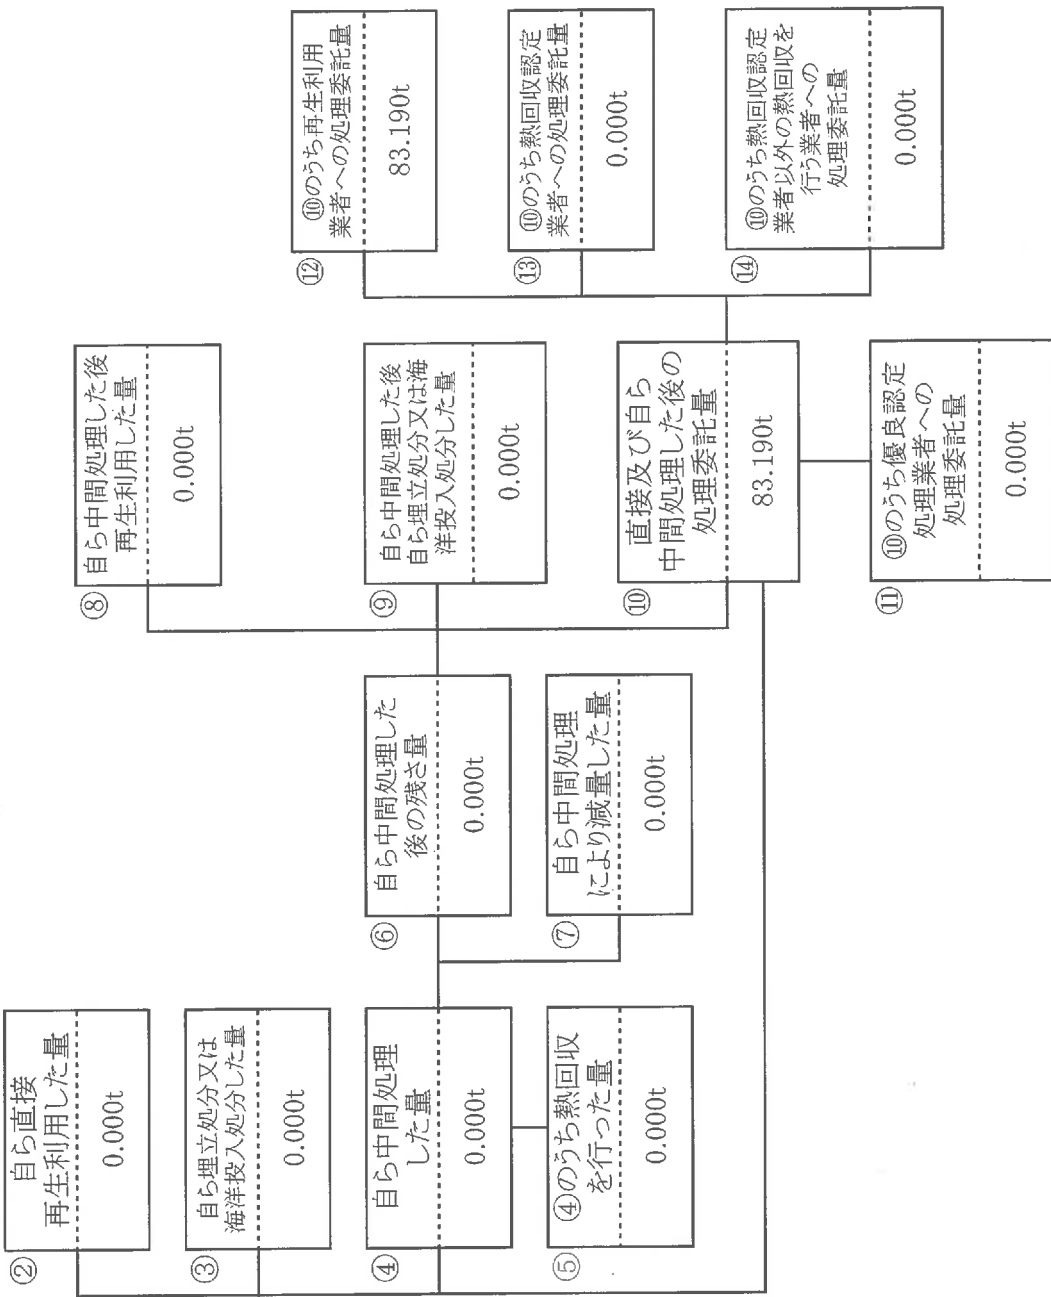 ②
自ら直接
再生利用した量
0.000t
③
自ら埋立処分又は
海洋投入処分した量
0.000t
④
自ら中間処理
した量
0.000t
⑤
④のうち熱回収
を行った量
0.000t
⑥
自ら中間処理した
後の残さ量
0.000t
⑦
自ら中間処理
により減量した量
0.000t
⑧
自ら中間処理した後
再生利用した量
0.000t
⑨
自ら中間処理した後
自ら埋立処分又は海
洋投入処分した量
0.000t
⑩
直接及び自ら
中間処理した後の
処理委託量
83.190t
⑪
⑩のうち優良認定
処理業者への
処理委託量
0.000t
⑫
⑩のうち再生利用
業者への処理委託量
83.190t
⑬
⑩のうち熱回収認定
業者への処理委託量
0.000t
⑭
⑩のうち熱回収認定
業者以外の熱回収を
行う業者への
処理委託量
0.000t